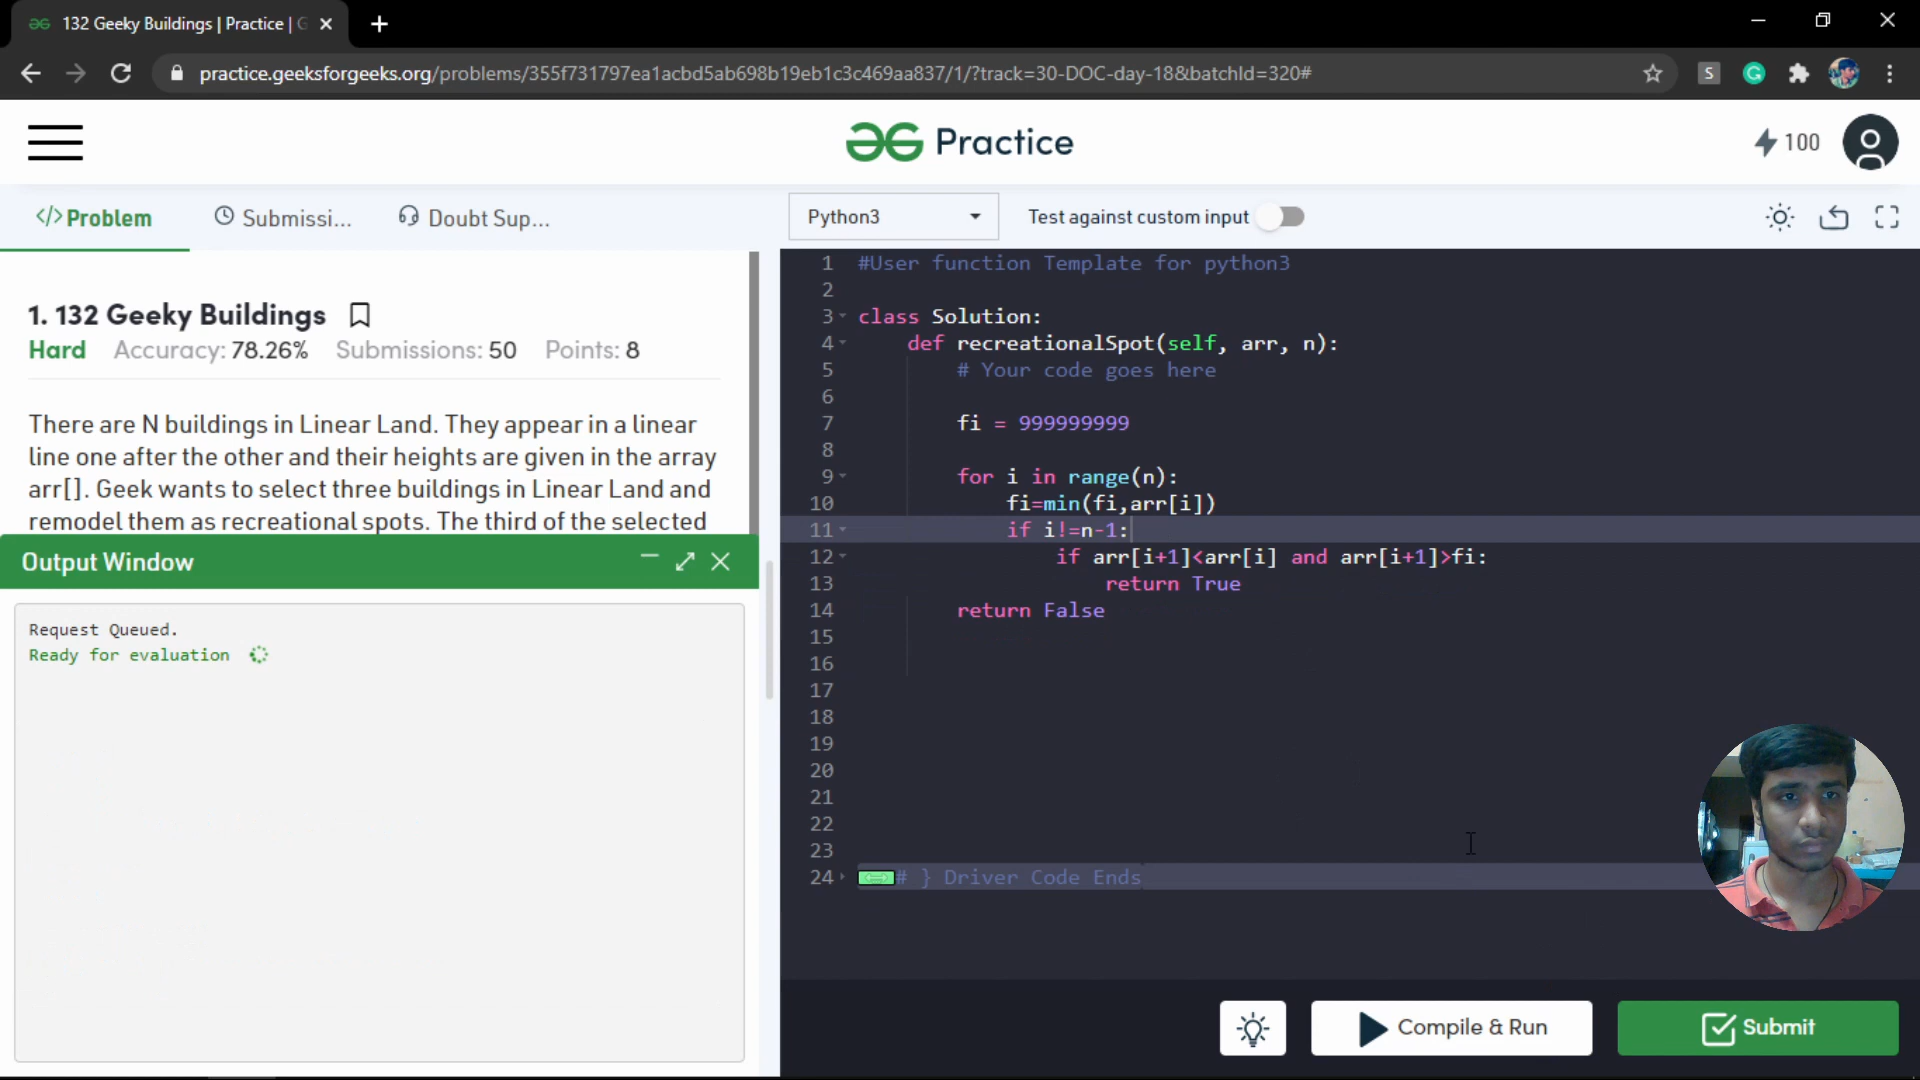 132 Geeky Buildings | Practice | G
practice.geeksforgeeks.org/problems/355f731797ea1acbd5ab698b19eb1c3c469aa837/1/?track=30-DOC-day-18&batchId=320#
S
G
Practice
100
</>Problem
Submissi...
Doubt Sup...
Python3
Test against custom input
1. 132 Geeky Buildings
Hard Accuracy: 78.26% Submissions: 50 Points: 8
There are N buildings in Linear Land. They appear in a linear
line one after the other and their heights are given in the array
arr[]. Geek wants to select three buildings in Linear Land and
remodel them as recreational spots. The third of the selected
Output Window
Request Queued.
Ready for evaluation
1 #User function Template for python3
2
3 class Solution:
4 def recreationalSpot(self, arr, n):
5 # Your code goes here
6
7 fi = 999999999
8
9 for i in range(n):
10 fi=min(fi,arr[i])
11 if i!=n-1:
12 if arr[i+1]<arr[i] and arr[i+1]>fi:
13 return True
14 return False
15
16
17
18
19
20
21
22
23
24 # } Driver Code Ends
Compile & Run
Submit